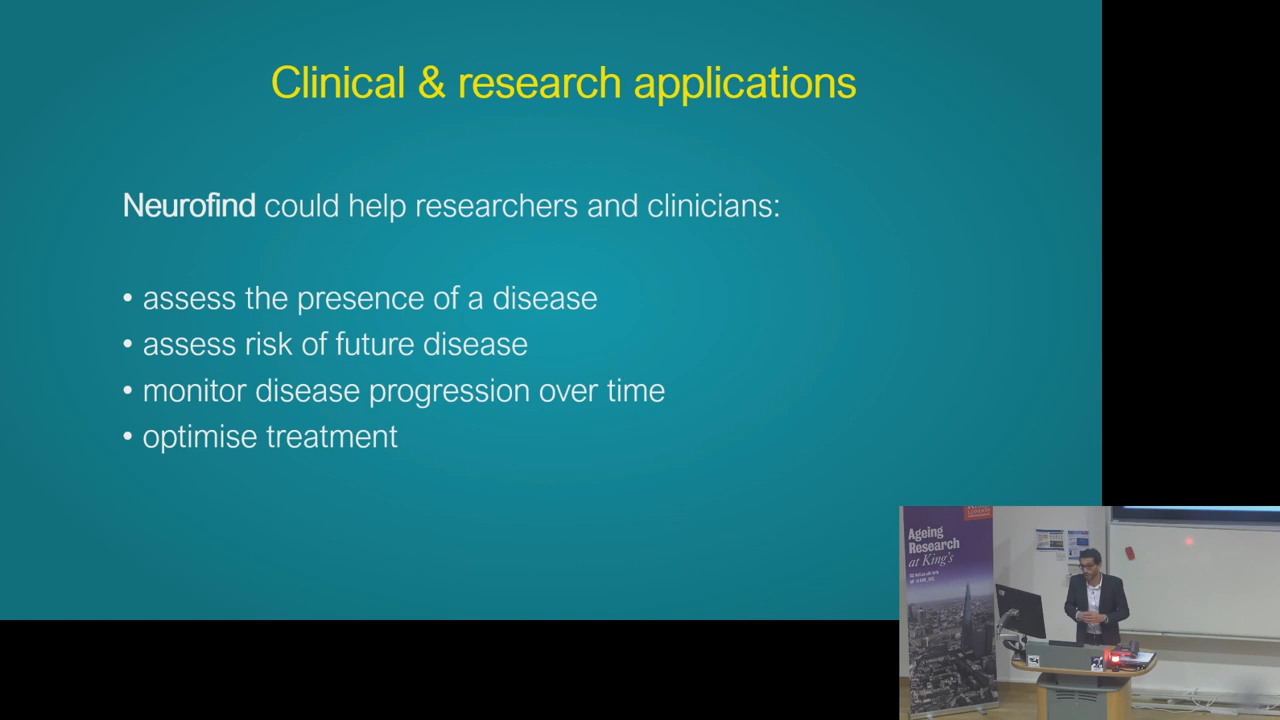 Clinical & research applications
Neurofind could help researchers and clinicians:
• assess the presence of a disease
• assess risk of future disease
• monitor disease progression over time
• optimise treatment
Ageing
Research
at King's